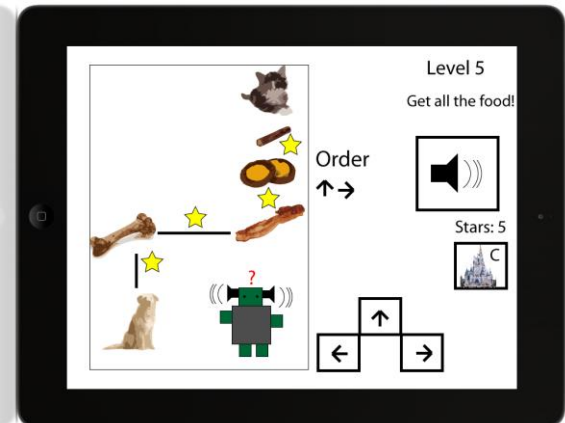 Level 5
Get all the food!
Order
↑→
Stars: 5
C
?
↑
← →